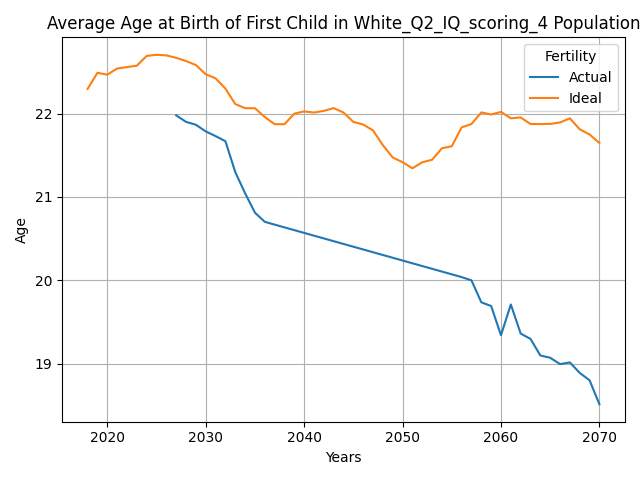 Average Age at Birth of First Child in White_Q2_IQ_scoring_4 Population
Fertility
Actual
Ideal
Age
22
21
20
19
2020
2030
2040
2050
2060
2070
Years